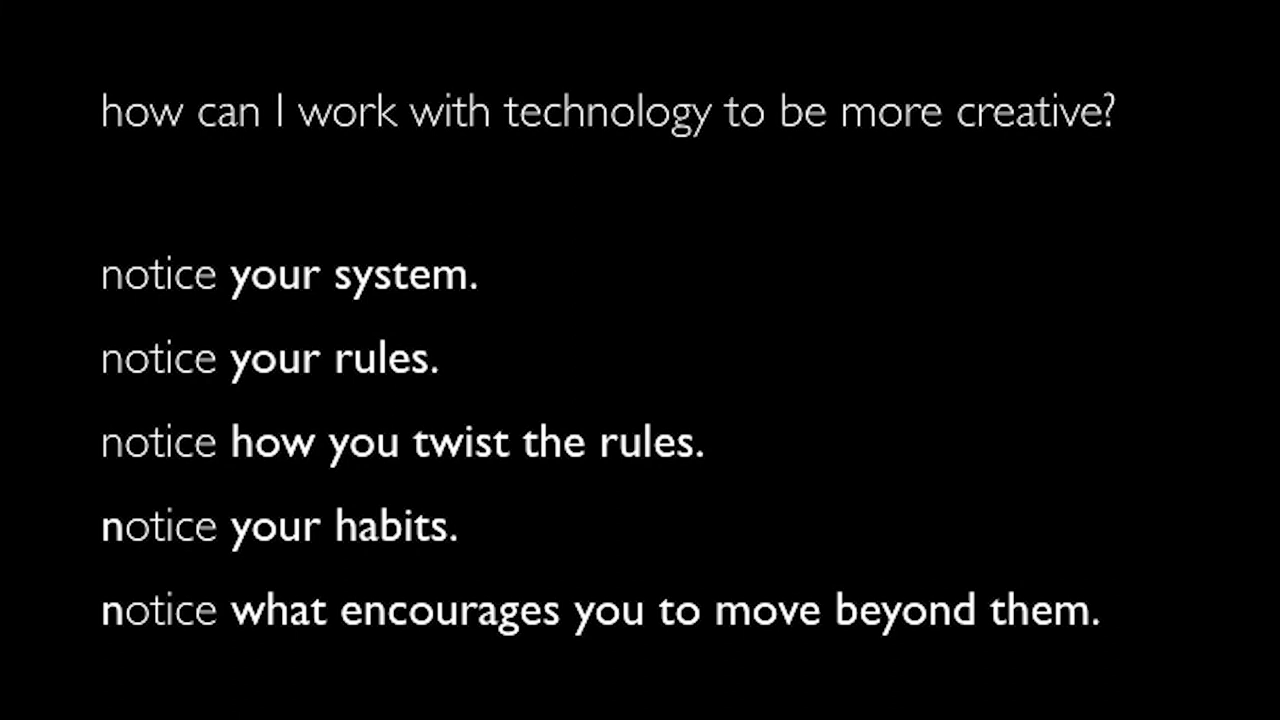 how can I work with technology to be more creative?
notice your system.
notice your rules.
notice how you twist the rules.
notice your habits.
notice what encourages you to move beyond them.